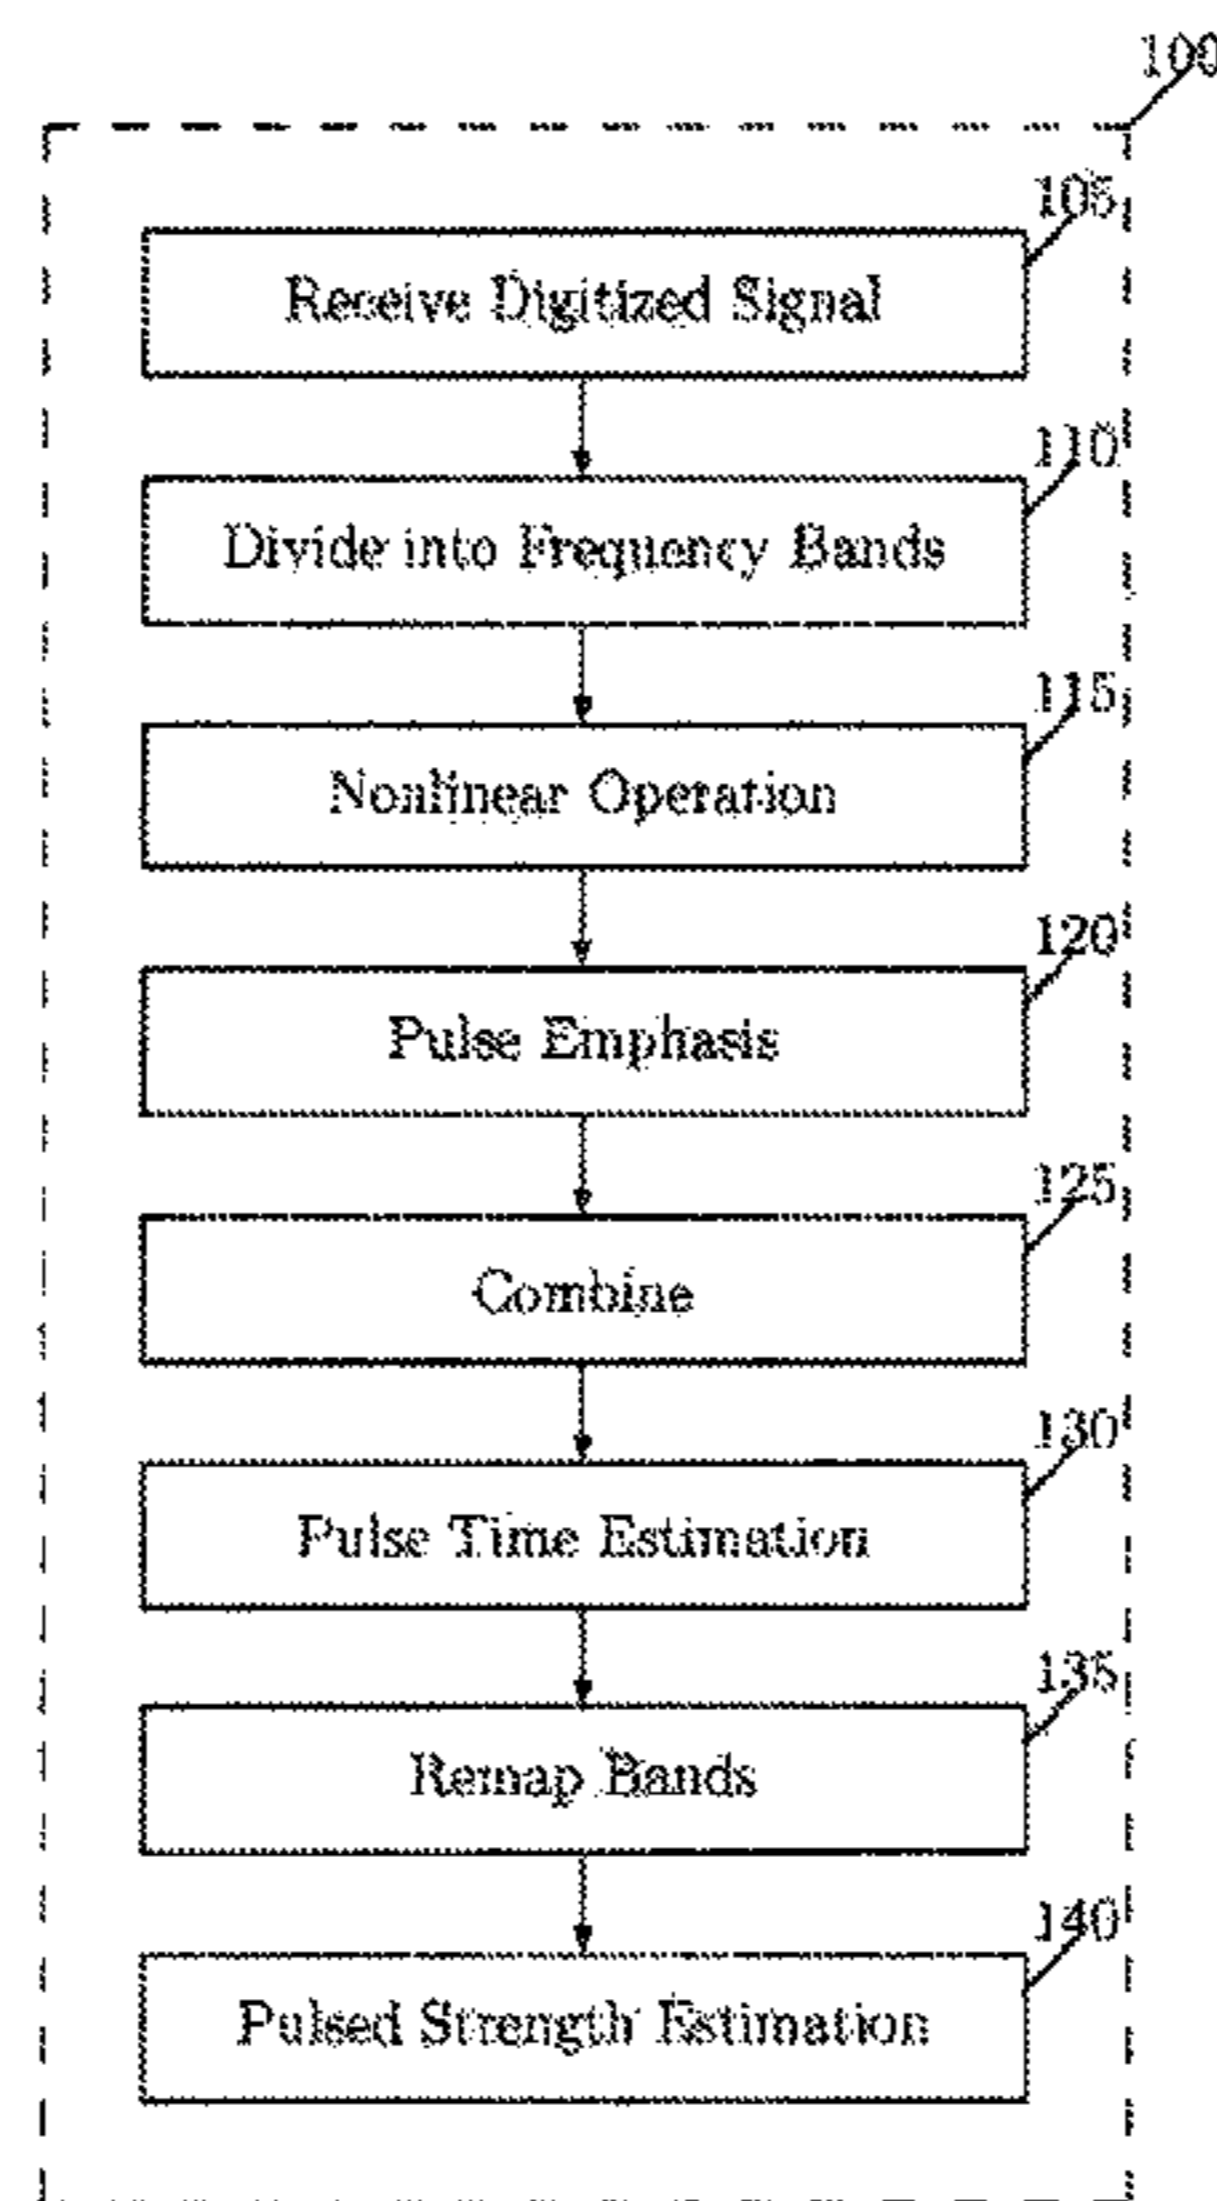 100
105
Receive Digitized Signal
110
Divide into Frequency Bands
115
Nonlinear Operation
120
Pulse Emphasis
125
Combine
130
Pulse Time Estimation
135
Remap Bands
140
Pulsed Strength Estimation